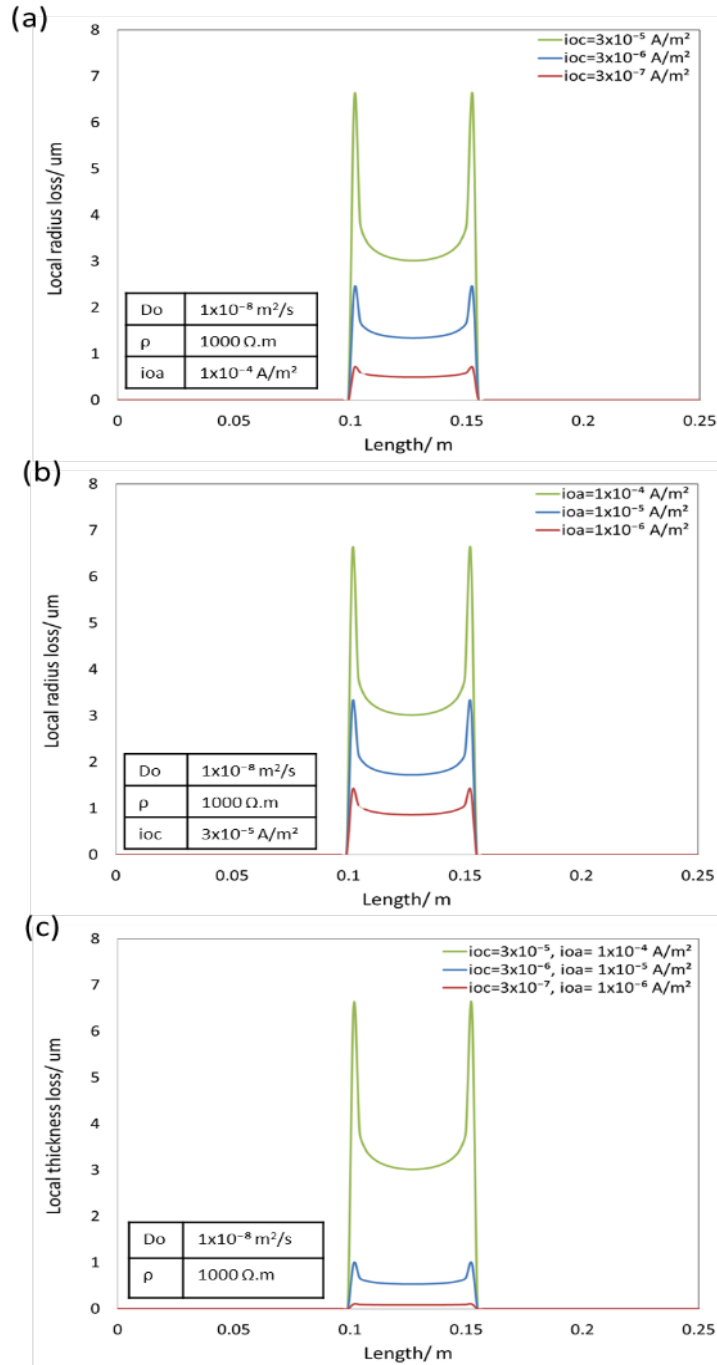 (a)
8
7
6
5
4
3
2
1
0
Local radius loss/ um
ioc=3x10⁻⁵ A/m²
ioc=3x10⁻⁶ A/m²
ioc=3x10⁻⁷ A/m²
Do 1x10⁻⁸ m²/s
ρ 1000 Ω.m
ioa 1x10⁻⁴ A/m²
0 0.05 0.1 0.15 0.2 0.25
Length/ m
(b)
8
7
6
5
4
3
2
1
0
Local radius loss/ um
ioa=1x10⁻⁴ A/m²
ioa=1x10⁻⁵ A/m²
ioa=1x10⁻⁶ A/m²
Do 1x10⁻⁸ m²/s
ρ 1000 Ω.m
ioc 3x10⁻⁵ A/m²
0 0.05 0.1 0.15 0.2 0.25
Length/ m
(c)
8
7
6
5
4
3
2
1
0
Local thickness loss/ um
ioc=3x10⁻⁵, ioa= 1x10⁻⁴ A/m²
ioc=3x10⁻⁶, ioa= 1x10⁻⁵ A/m²
ioc=3x10⁻⁷, ioa= 1x10⁻⁶ A/m²
Do 1x10⁻⁸ m²/s
ρ 1000 Ω.m
0 0.05 0.1 0.15 0.2 0.25
Length/ m